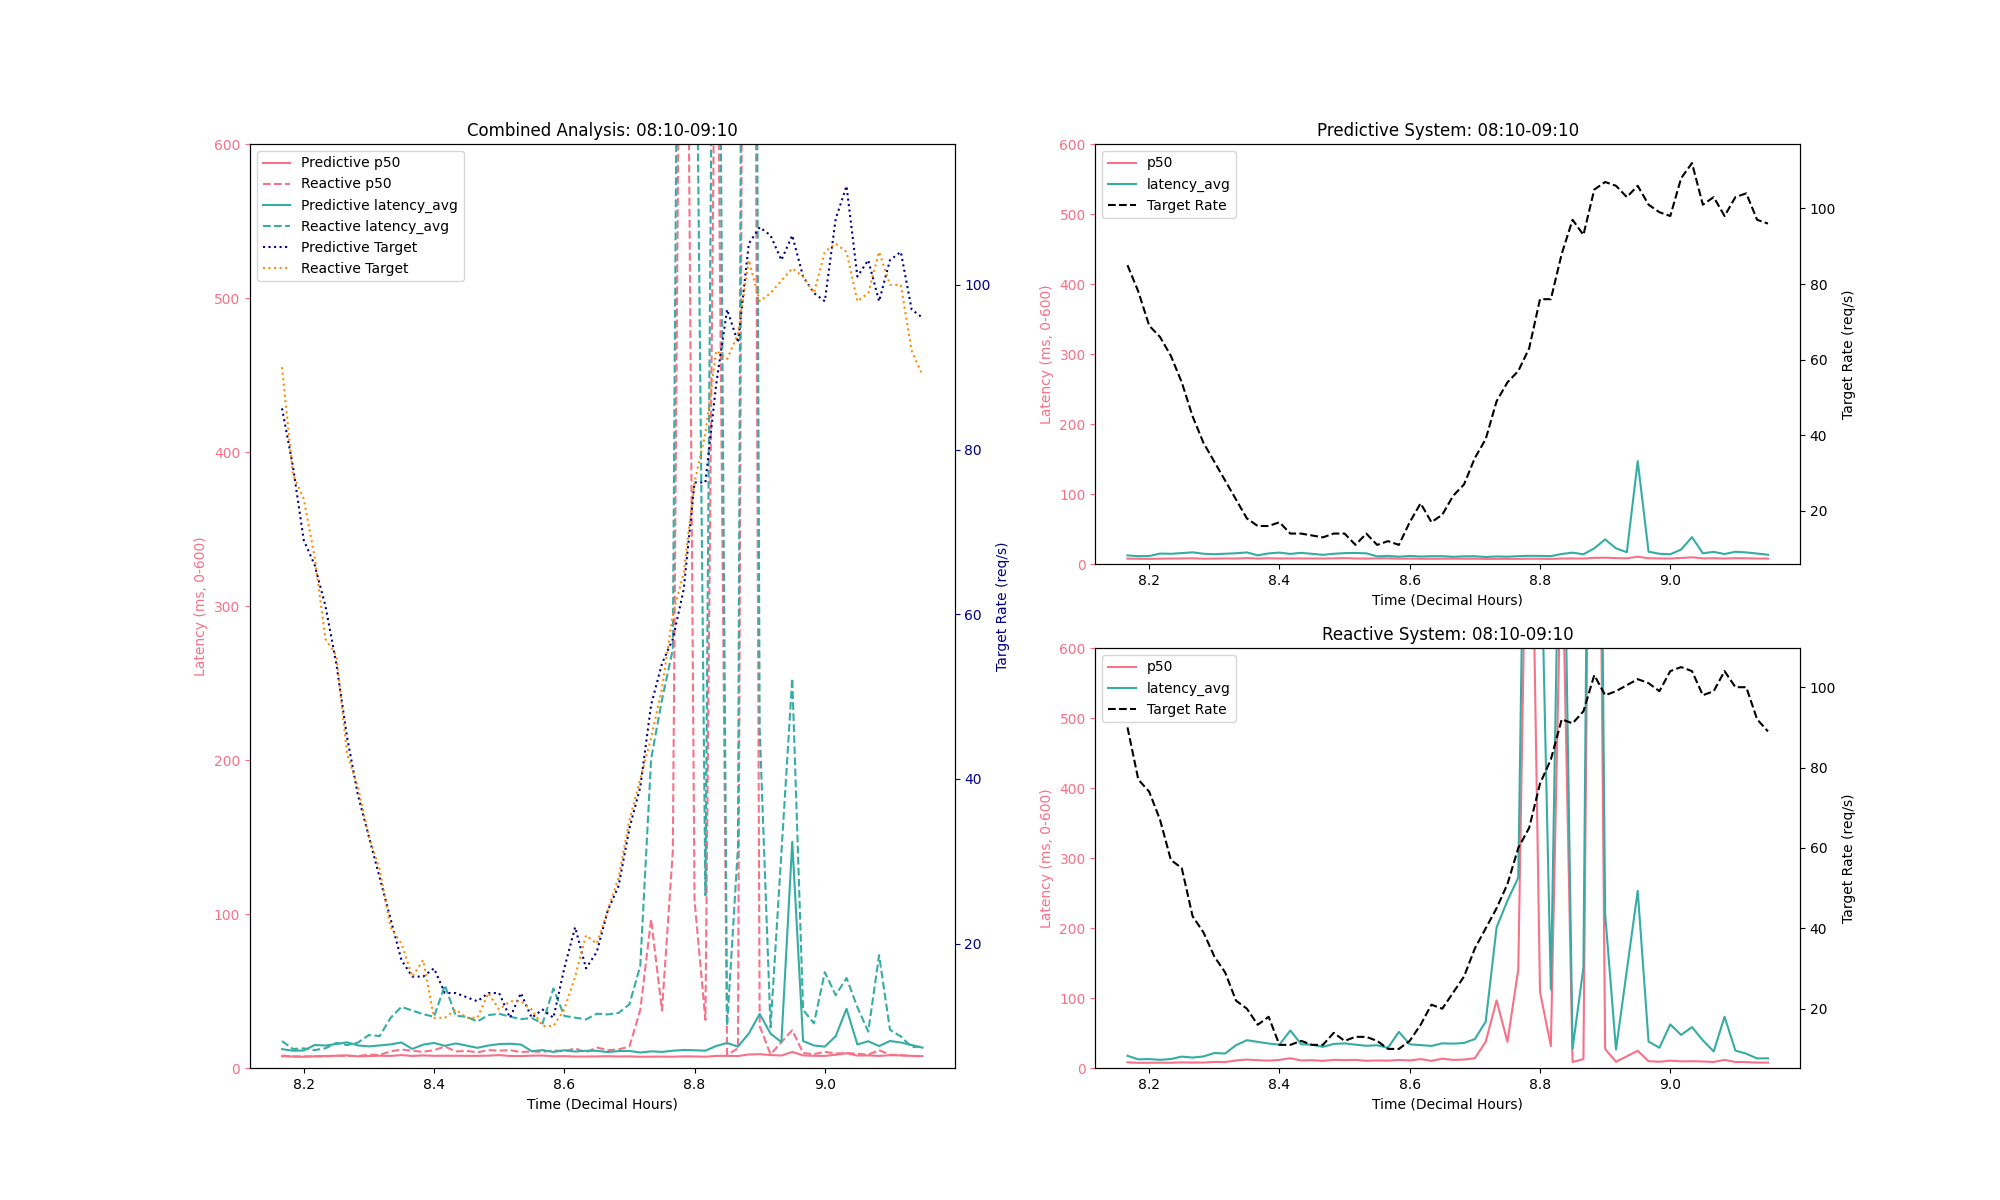 Combined Analysis: 08:10-09:10
Predictive p50
Reactive p50
Predictive latency_avg
Reactive latency_avg
Predictive Target
Reactive Target
600
500
400
300
200
100
0
Latency (ms, 0-600)
100
80
60
40
20
Target Rate (req/s)
8.2 8.4 8.6 8.8 9.0
Time (Decimal Hours)
Predictive System: 08:10-09:10
p50
latency_avg
Target Rate
600
500
400
300
200
100
0
Latency (ms, 0-600)
100
80
60
40
20
Target Rate (req/s)
8.2 8.4 8.6 8.8 9.0
Time (Decimal Hours)
Reactive System: 08:10-09:10
p50
latency_avg
Target Rate
600
500
400
300
200
100
0
Latency (ms, 0-600)
100
80
60
40
20
Target Rate (req/s)
8.2 8.4 8.6 8.8 9.0
Time (Decimal Hours)